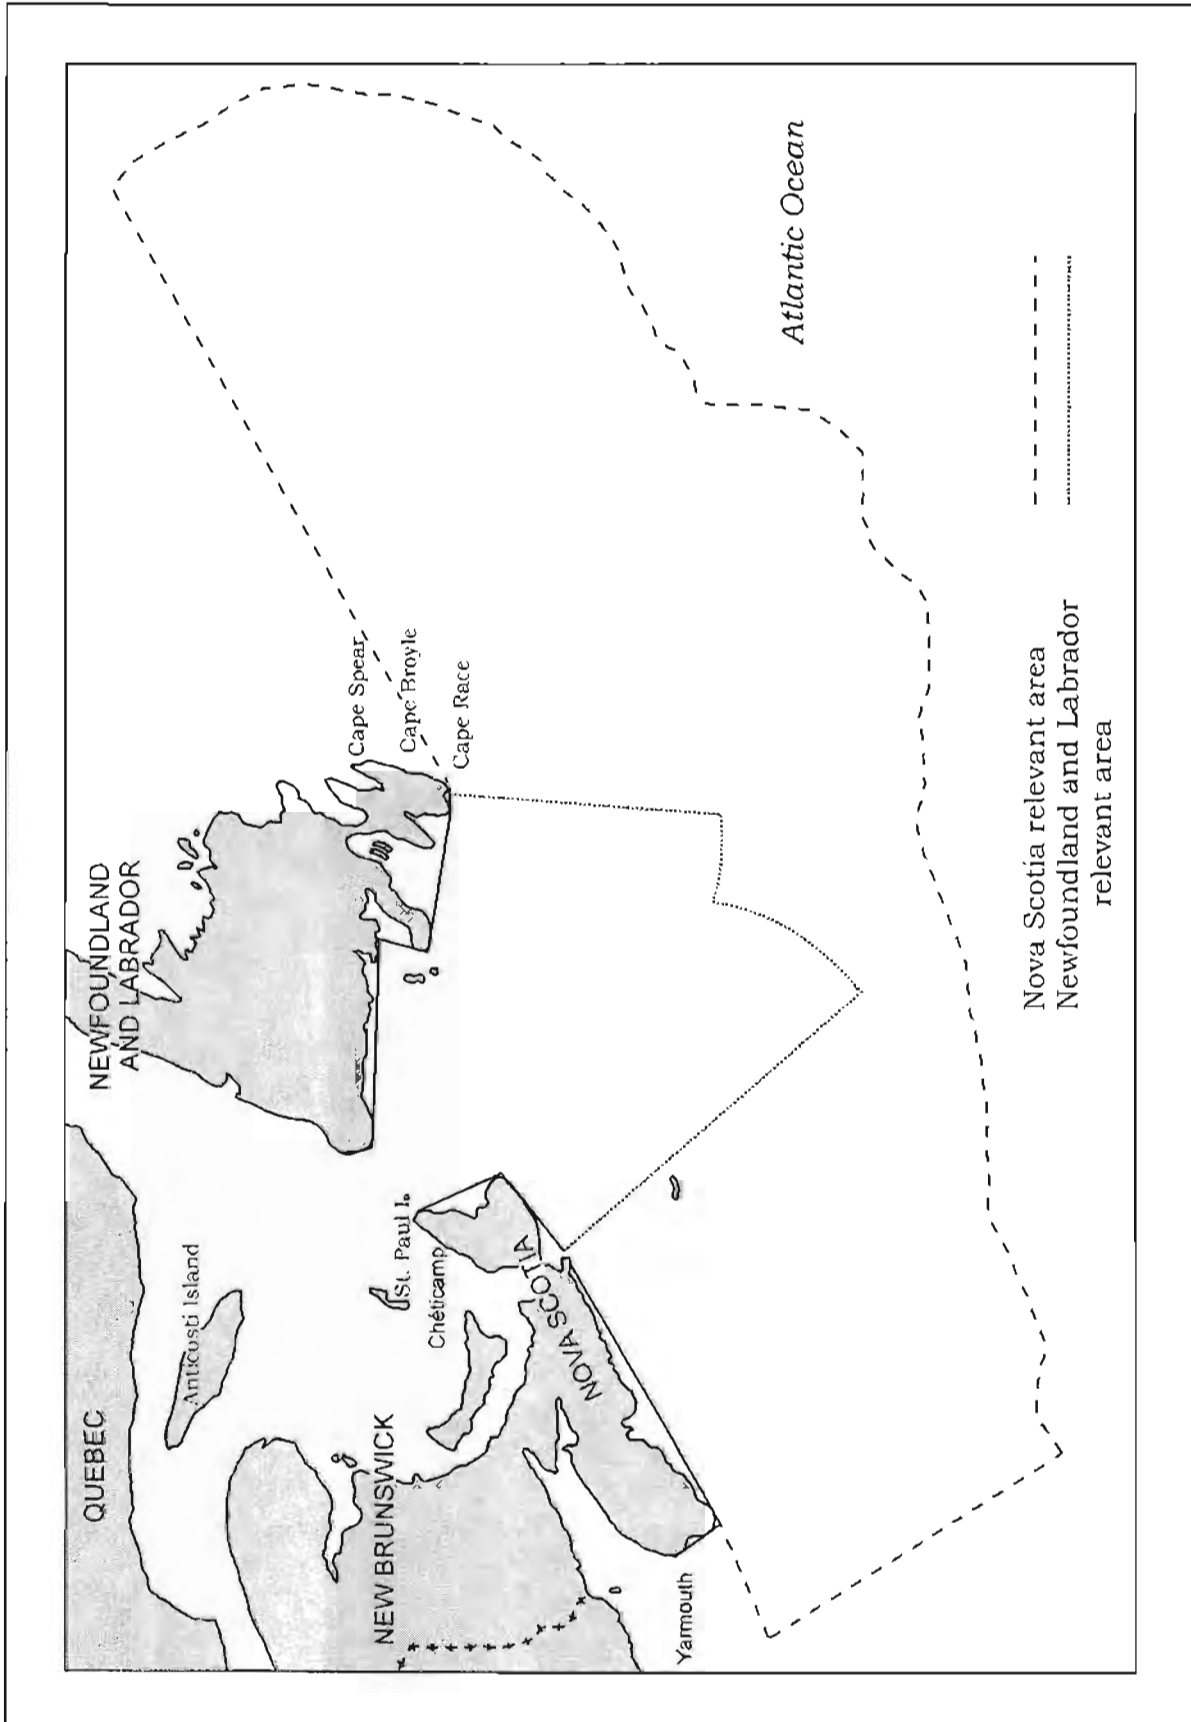 QUEBEC
Anticusti Island
NEWFOUNDLAND
AND LABRADOR
NEW BRUNSWICK
St. Paul I.
Chéticamp
Cape Spear
Cape Broyle
Cape Race
NOVA SCOTIA
Yarmouth
Atlantic Ocean
Nova Scotia relevant area
Newfoundland and Labrador
relevant area